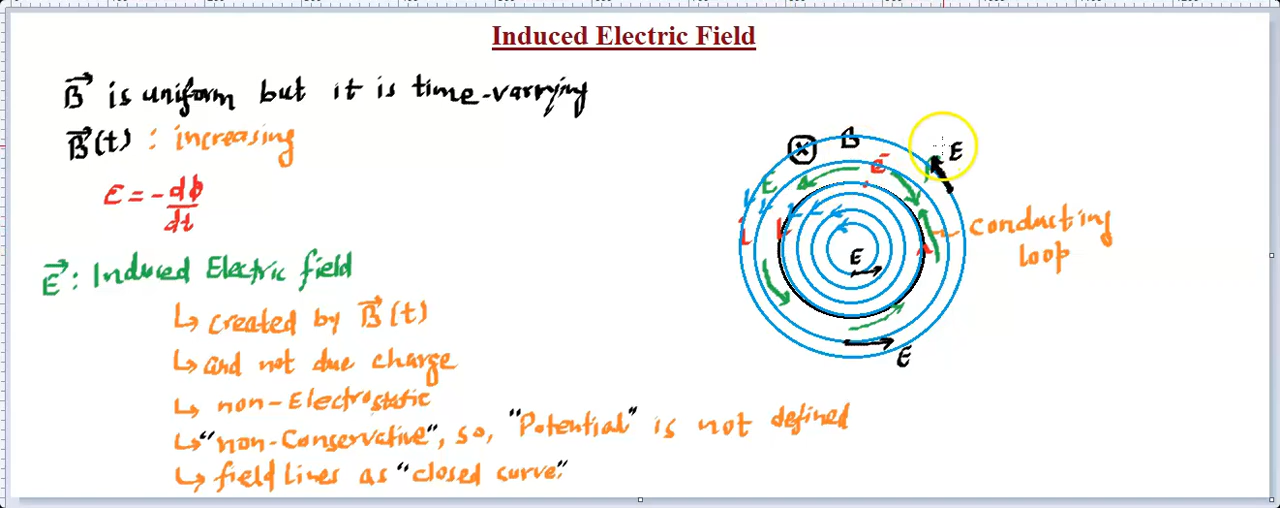 Induced Electric Field
B is uniform but it is time-varrying
B(t) : increasing
ε = - dφ
dt
E : Induced Electric field
↳ created by B(t)
↳ and not due charge
↳ non-Electrostatic
↳ "non-Conservative", so, "Potential" is not defined
↳ field lines as "closed curve"
B
E
E
e
conducting
loop
E
E